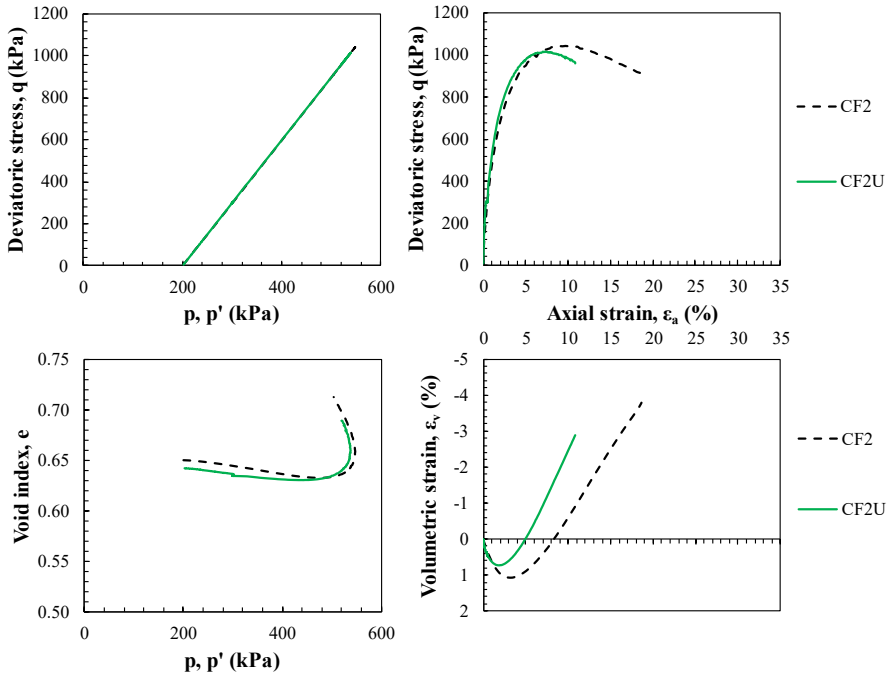 Deviatoric stress, q (kPa)
1200
1000
800
600
400
200
0
0 200 400 600
p, p' (kPa)
Deviatoric stress, q (kPa)
1200
1000
800
600
400
200
0
0 5 10 15 20 25 30 35
Axial strain, εa (%)
CF2
CF2U
Void index, e
0.75
0.70
0.65
0.60
0.55
0.50
0 200 400 600
p, p' (kPa)
0 5 10 15 20 25 30 35
Volumetric strain, εv (%)
-5
-4
-3
-2
-1
0
1
2
CF2
CF2U